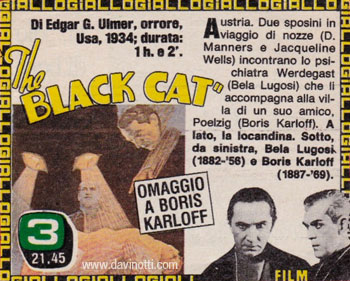 GIALLOGIALLOGIALLOGIALLOGIALLO
Di Edgar G. Ulmer, orrore,
Usa, 1934; durata:
1 h. e 2'.
The
BLACK CAT"
OMAGGIO
A BORIS
KARLOFF
3
21.45
www.davinotti.com
Austria. Due sposini in
viaggio di nozze (D.
Manners e Jacqueline
Wells) incontrano lo psi-
chiatra Werdegast
(Bela Lugosi) che li
accompagna alla vil-
la di un suo amico,
Poelzig (Boris Karloff). A
lato, la locandina. Sotto,
da sinistra, Bela Lugosi
(1882-'56) e Boris Karloff
(1887-'69).
FILM